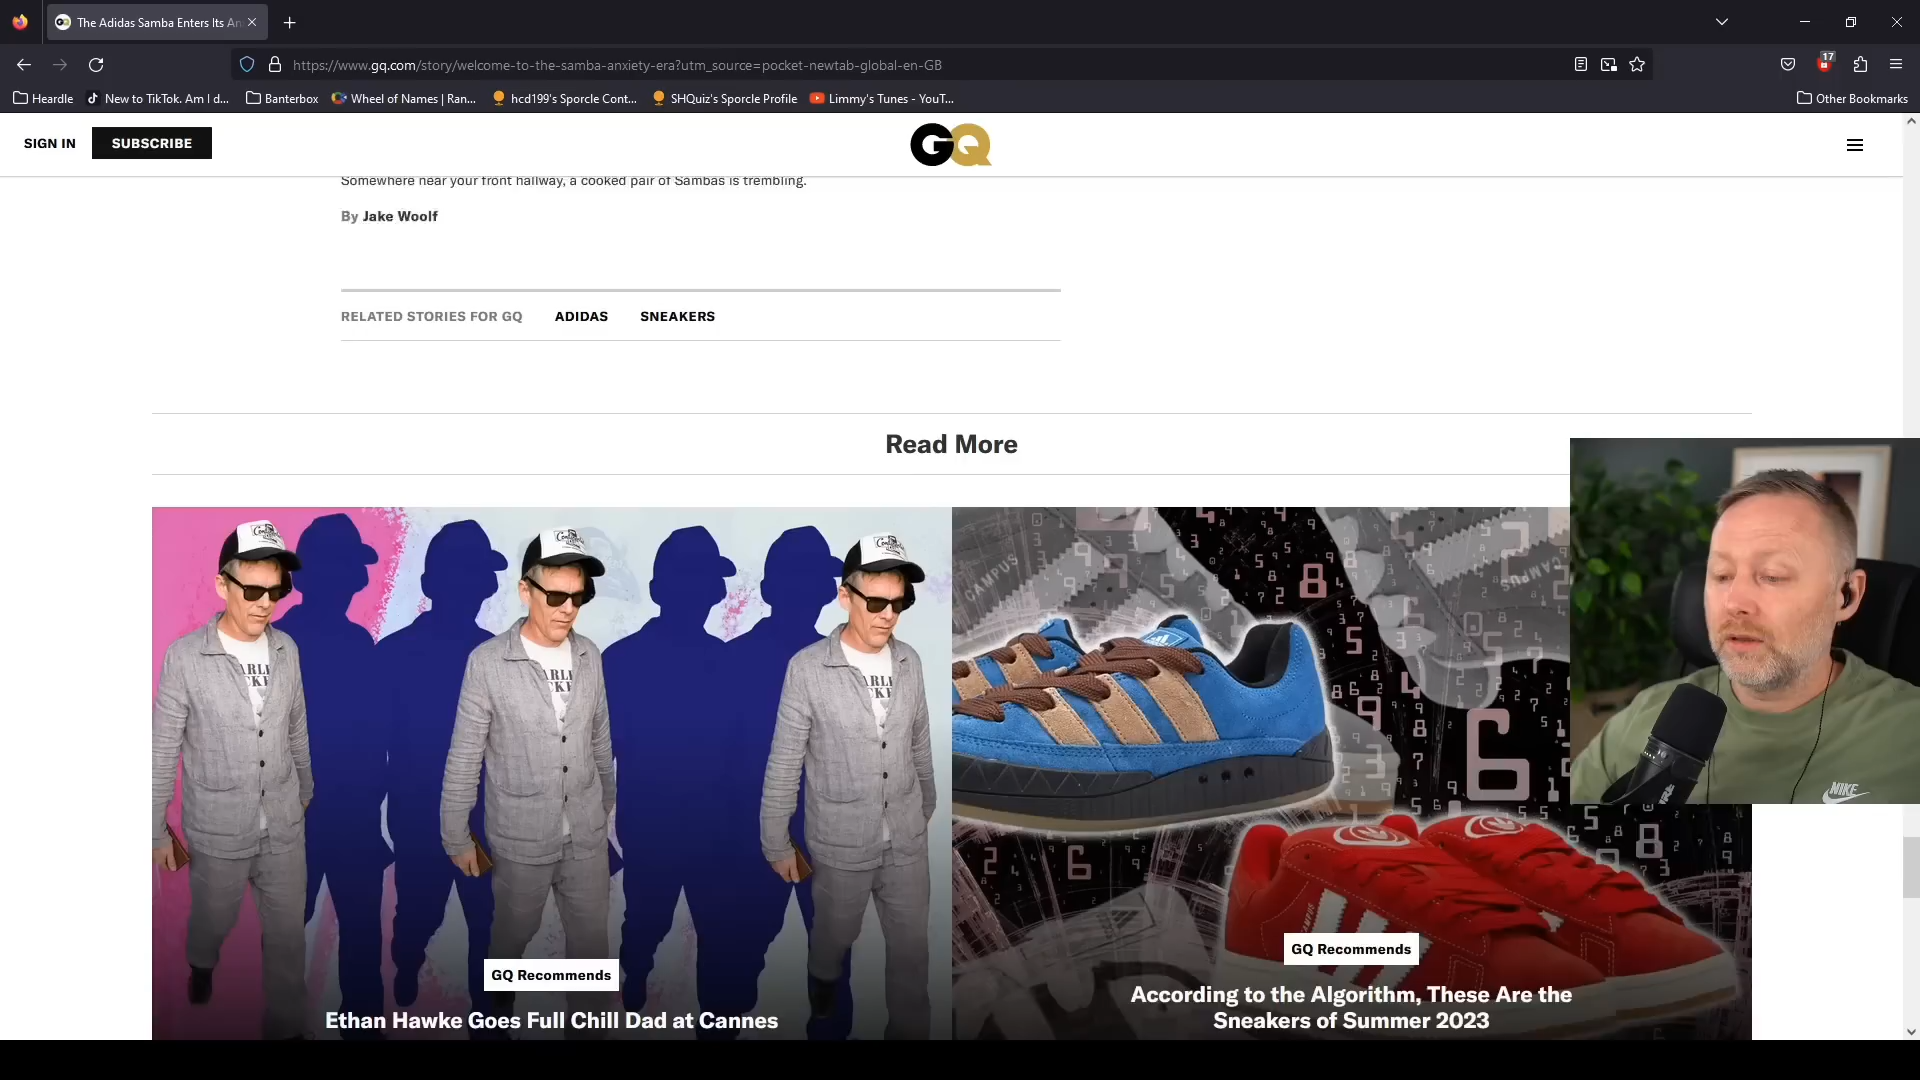 The Adidas Samba Enters Its An
https://www.gq.com/story/welcome-to-the-samba-anxiety-era?utm_source=pocket-newtab-global-en-GB
17
Heardle
New to TikTok. Am I d...
Banterbox
Wheel of Names | Ran...
hcd199's Sporcle Cont...
SHQuiz's Sporcle Profile
Limmy's Tunes - YouT...
Other Bookmarks
SIGN IN
SUBSCRIBE
GQ
Somewhere near your front hallway, a cooked pair of Sambas is trembling.
By Jake Woolf
RELATED STORIES FOR GQ
ADIDAS
SNEAKERS
Read More
GQ Recommends
Ethan Hawke Goes Full Chill Dad at Cannes
GQ Recommends
According to the Algorithm, These Are the
Sneakers of Summer 2023
NIKE